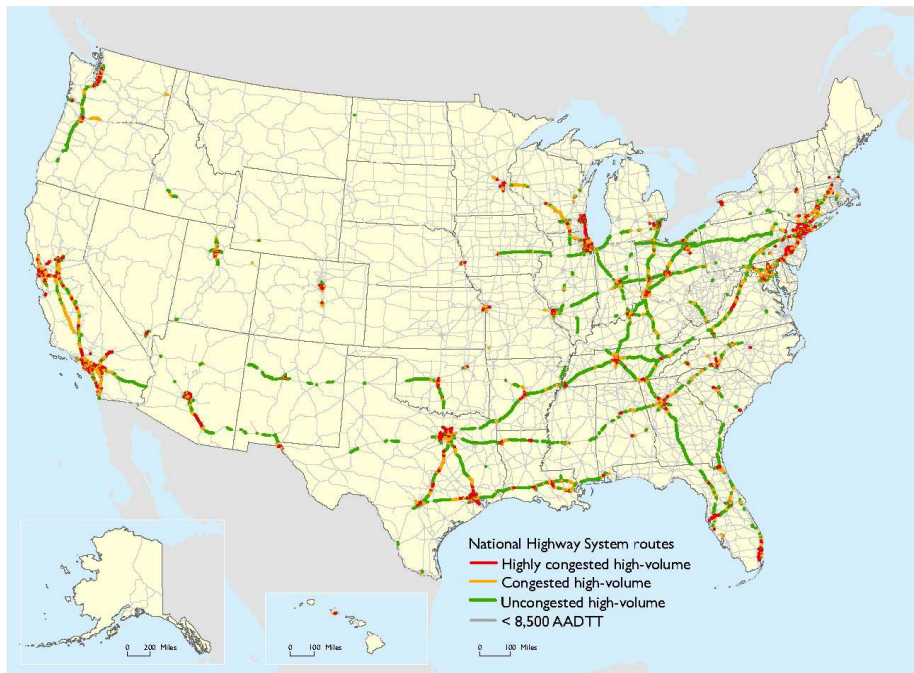 National Highway System routes
Highly congested high-volume
Congested high-volume
Uncongested high-volume
< 8,500 AADTT
0 200 Miles
0 100 Miles
0 100 Miles